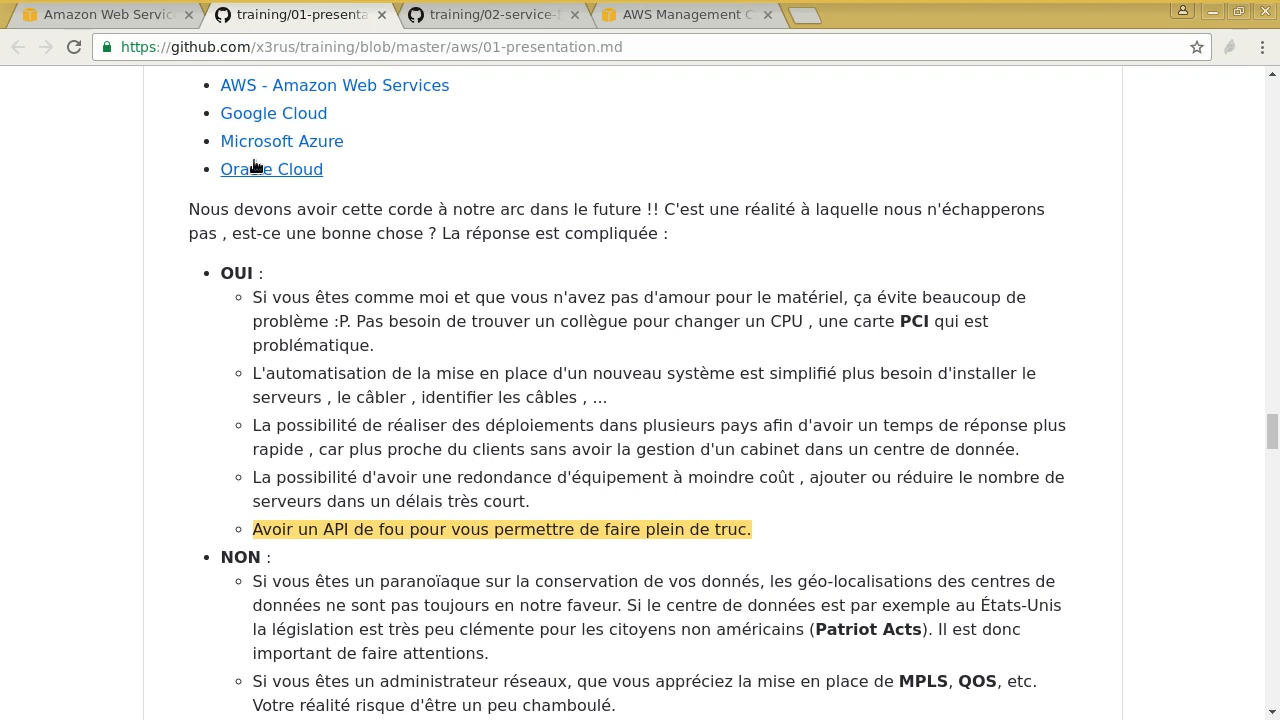 Amazon Web Servic
training/01-presenta
training/02-service-
AWS Management C
https://github.com/x3rus/training/blob/master/aws/01-presentation.md
• AWS - Amazon Web Services
• Google Cloud
• Microsoft Azure
• Oracle Cloud
Nous devons avoir cette corde à notre arc dans le future !! C'est une réalité à laquelle nous n'échapperons
pas , est-ce une bonne chose ? La réponse est compliquée :
• OUI :
◦ Si vous êtes comme moi et que vous n'avez pas d'amour pour le matériel, ça évite beaucoup de
problème :P. Pas besoin de trouver un collègue pour changer un CPU , une carte PCI qui est
problématique.
◦ L'automatisation de la mise en place d'un nouveau système est simplifié plus besoin d'installer le
serveurs , le câbler , identifier les câbles , ...
◦ La possibilité de réaliser des déploiements dans plusieurs pays afin d'avoir un temps de réponse plus
rapide , car plus proche du clients sans avoir la gestion d'un cabinet dans un centre de donnée.
◦ La possibilité d'avoir une redondance d'équipement à moindre coût , ajouter ou réduire le nombre de
serveurs dans un délais très court.
◦ Avoir un API de fou pour vous permettre de faire plein de truc.
• NON :
◦ Si vous êtes un paranoïaque sur la conservation de vos donnés, les géo-localisations des centres de
données ne sont pas toujours en notre faveur. Si le centre de données est par exemple au États-Unis
la législation est très peu clémente pour les citoyens non américains (Patriot Acts). Il est donc
important de faire attentions.
◦ Si vous êtes un administrateur réseaux, que vous appréciez la mise en place de MPLS, QOS, etc.
Votre réalité risque d'être un peu chamboulé.